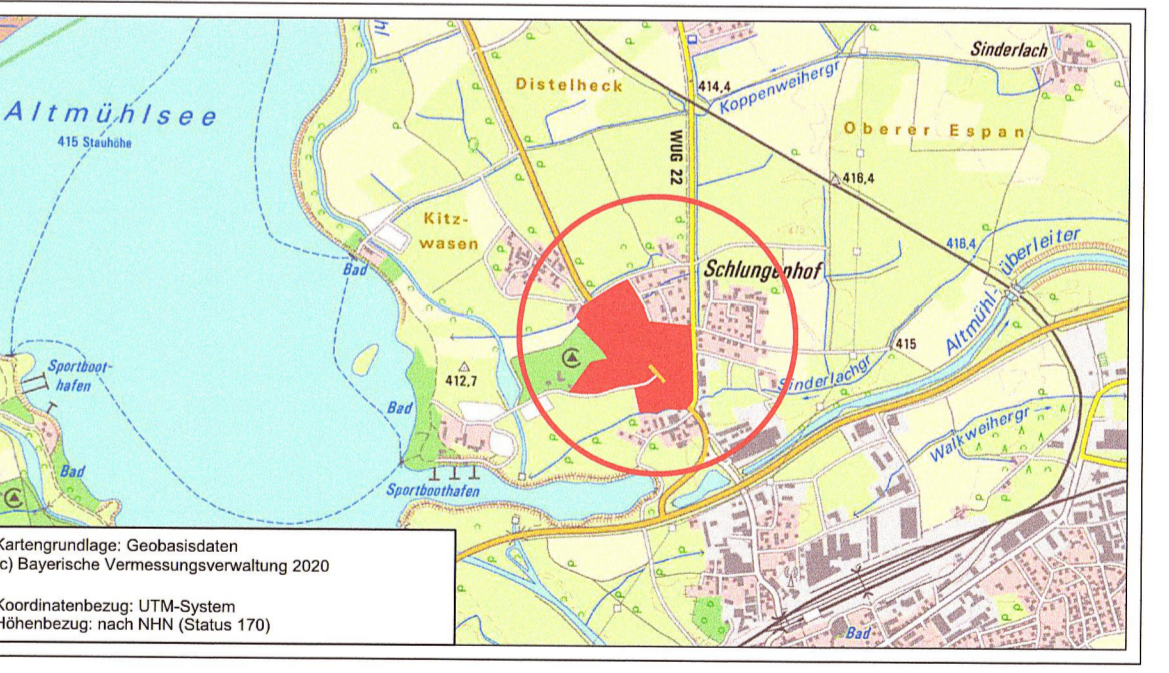 Sinderlach
Distelheck
414,4
Koppenweihergr
Altmühlsee
415 Stauhöhe
Oberer Espan
WUG 22
416,4
Kitz-
wasen
416,4
Altmühl-
überleiter
Bad
Schlungenhof
415
Sportboot-
hafen
412,7
Sinderlachgr
Bad
Walkweihergr
Bad
Sportboothafen
Kartengrundlage: Geobasisdaten
c) Bayerische Vermessungsverwaltung 2020
Koordinatenbezug: UTM-System
Höhenbezug: nach NHN (Status 170)
Bad